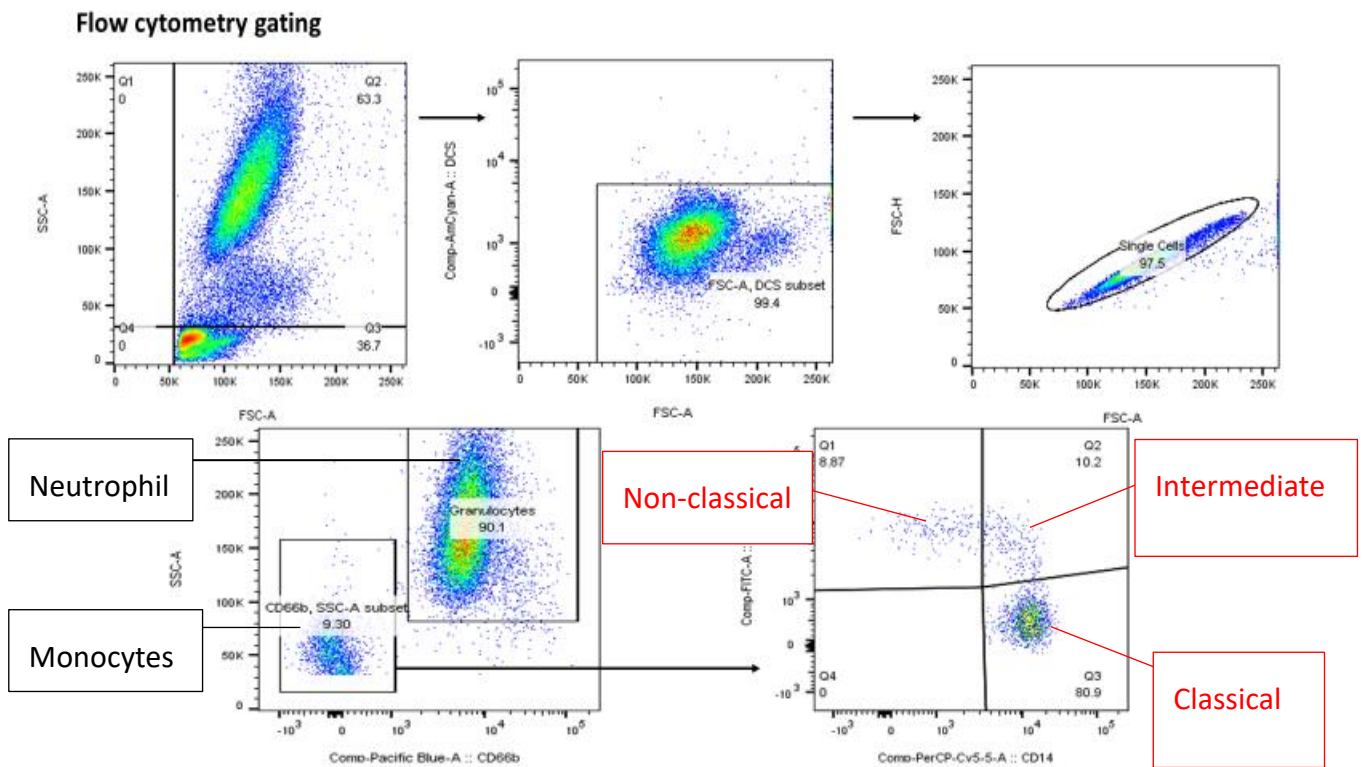 Flow cytometry gating
250K
200K
150K
100K
50K
0
SSC-A
Q1
0
Q2
63.3
Q4
0
Q3
36.7
0
50K
100K
150K
200K
250K
FSC-A
10^5
10^4
10^3
0
-10^3
Comp-AmCyan-A :: DCS
FSC-A, DCS subset
99.4
0
50K
100K
150K
200K
250K
FSC-A
250K
200K
150K
100K
50K
0
FSC-H
Single Cells
97.5
0
50K
100K
150K
200K
250K
FSC-A
Neutrophil
Monocytes
250K
200K
150K
100K
50K
0
SSC-A
Granulocytes
90.1
CD66b, SSC-A subset
9.30
-10^3
10^3
10^4
10^5
Comp-Pacific Blue-A :: CD66b
Non-classical
Intermediate
Classical
Q1
8.87
Q2
10.2
Q4
0
Q3
80.9
10^3
0
-10^3
Comp-FITC-A ::
-10^3
0
10^3
10^4
10^5
Comp-PerCP-Cy5-5-A :: CD14